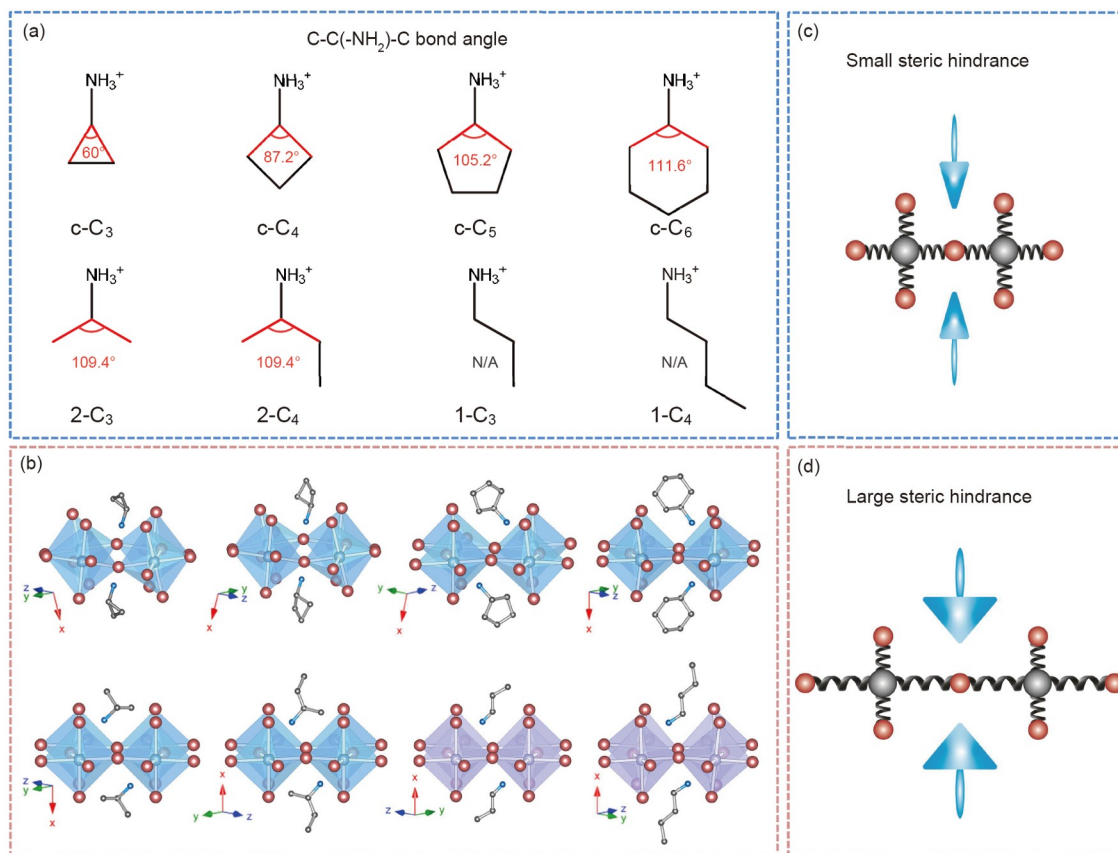 (a)
C-C(-NH₂)-C bond angle
NH₃⁺ NH₃⁺ NH₃⁺ NH₃⁺
60° 87.2° 105.2° 111.6°
c-C₃ c-C₄ c-C₅ c-C₆
NH₃⁺ NH₃⁺ NH₃⁺ NH₃⁺
109.4° 109.4° N/A N/A
2-C₃ 2-C₄ 1-C₃ 1-C₄
(b)
z y x
y z x
y z x
y z x
z y x
x y z
x z y
x z y
(c)
Small steric hindrance
(d)
Large steric hindrance